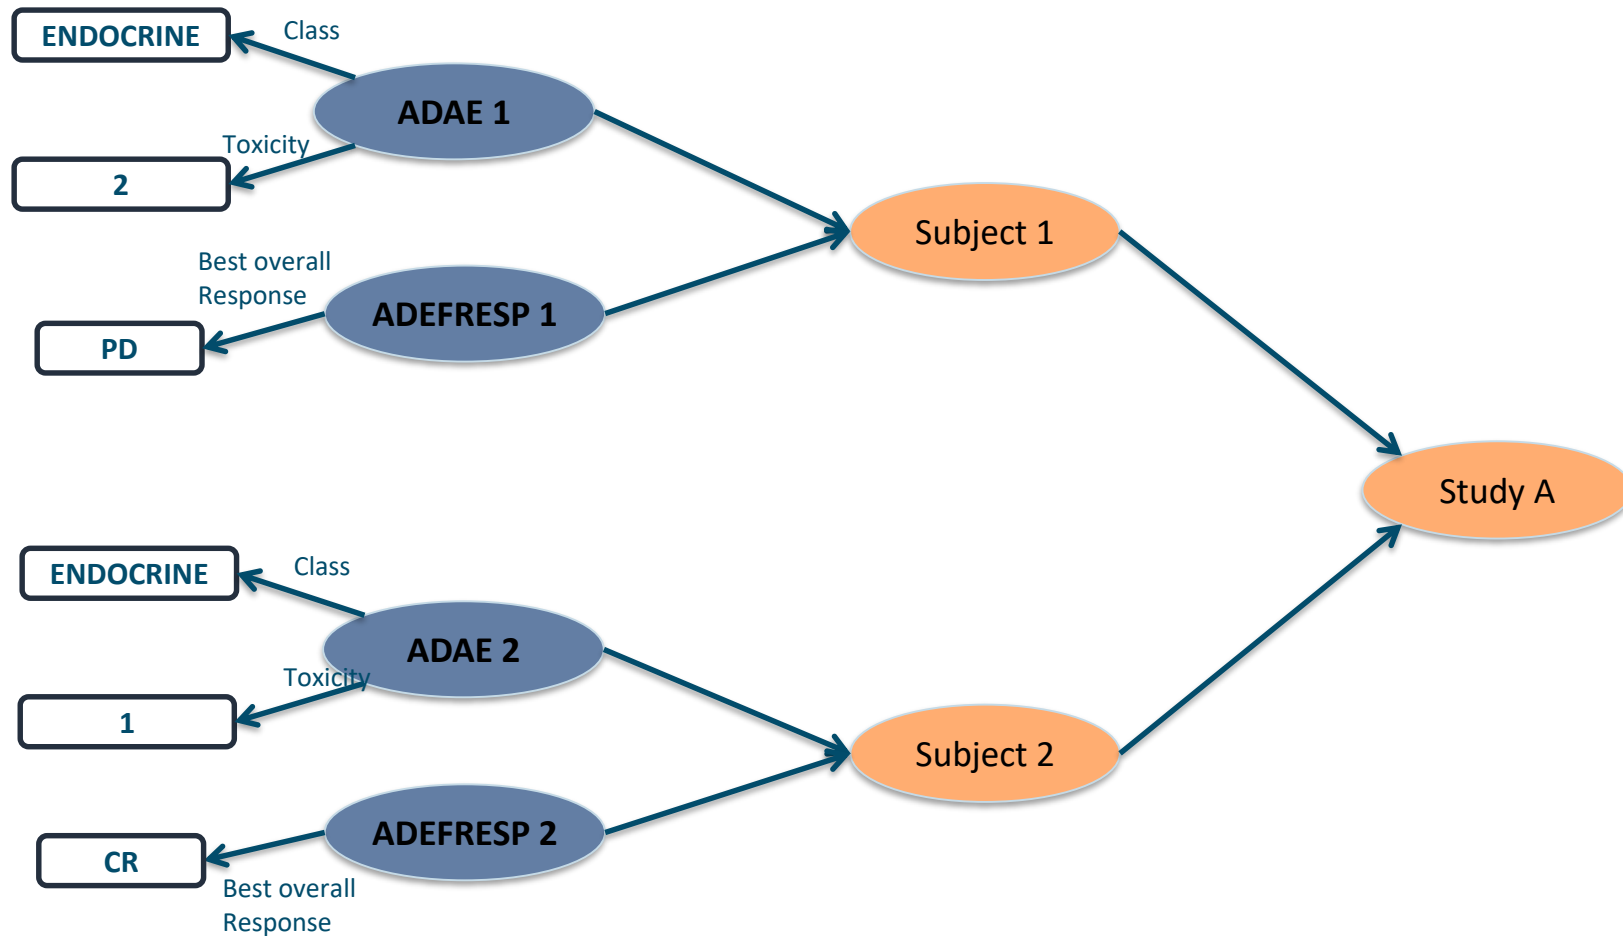 ENDOCRINE
Class
ADAE 1
Toxicity
2
Subject 1
Best overall
Response
ADEFRESP 1
PD
Study A
ENDOCRINE
Class
ADAE 2
Toxicity
1
Subject 2
ADEFRESP 2
CR
Best overall
Response